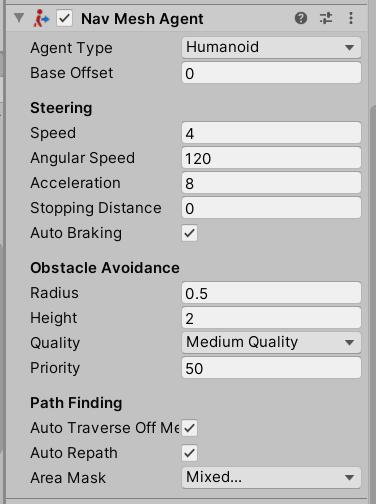 Nav Mesh Agent
Agent Type Humanoid
Base Offset 0
Steering
Speed 4
Angular Speed 120
Acceleration 8
Stopping Distance 0
Auto Braking
Obstacle Avoidance
Radius 0.5
Height 2
Quality Medium Quality
Priority 50
Path Finding
Auto Traverse Off Me
Auto Repath
Area Mask Mixed...